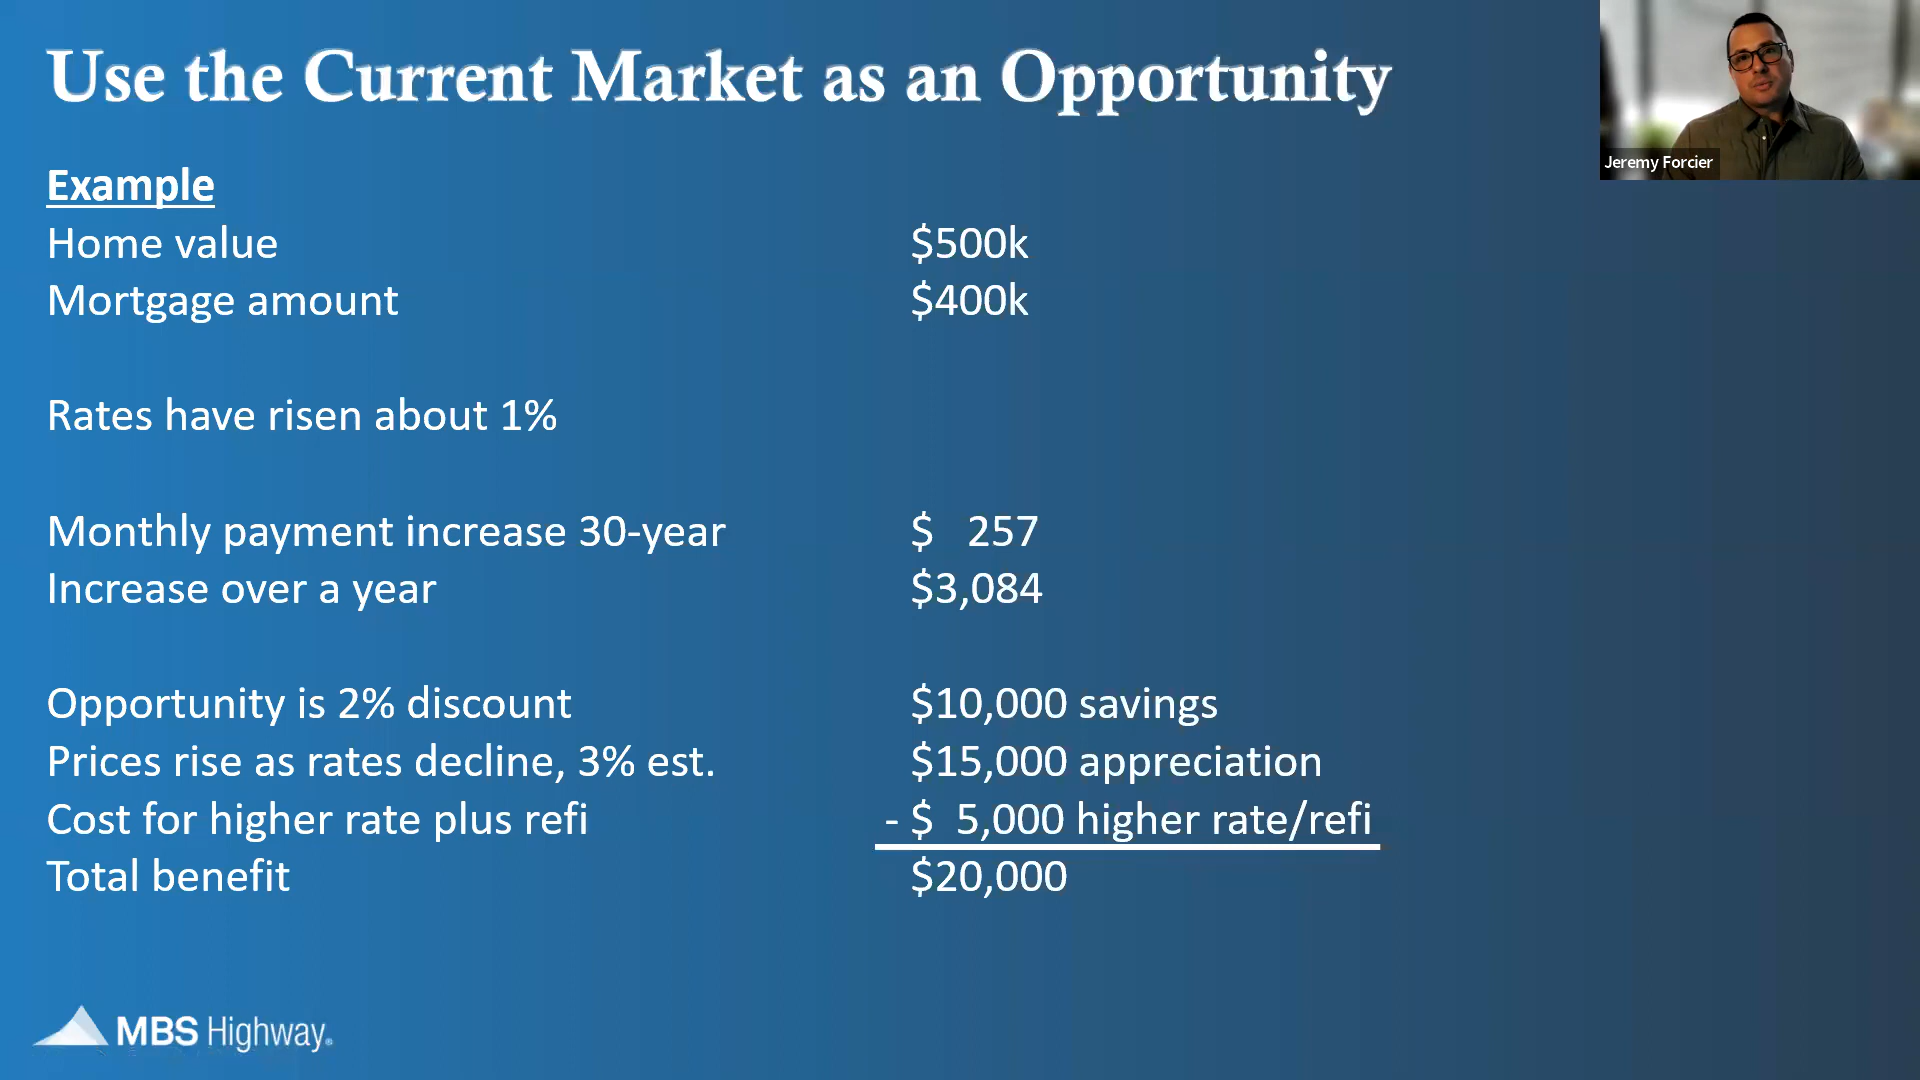 Use the Current Market as an Opportunity
Jeremy Forcier
Example
Home value $500k
Mortgage amount $400k
Rates have risen about 1%
Monthly payment increase 30-year $ 257
Increase over a year $3,084
Opportunity is 2% discount $10,000 savings
Prices rise as rates decline, 3% est. $15,000 appreciation
Cost for higher rate plus refi - $ 5,000 higher rate/refi
Total benefit $20,000
MBS Highway®